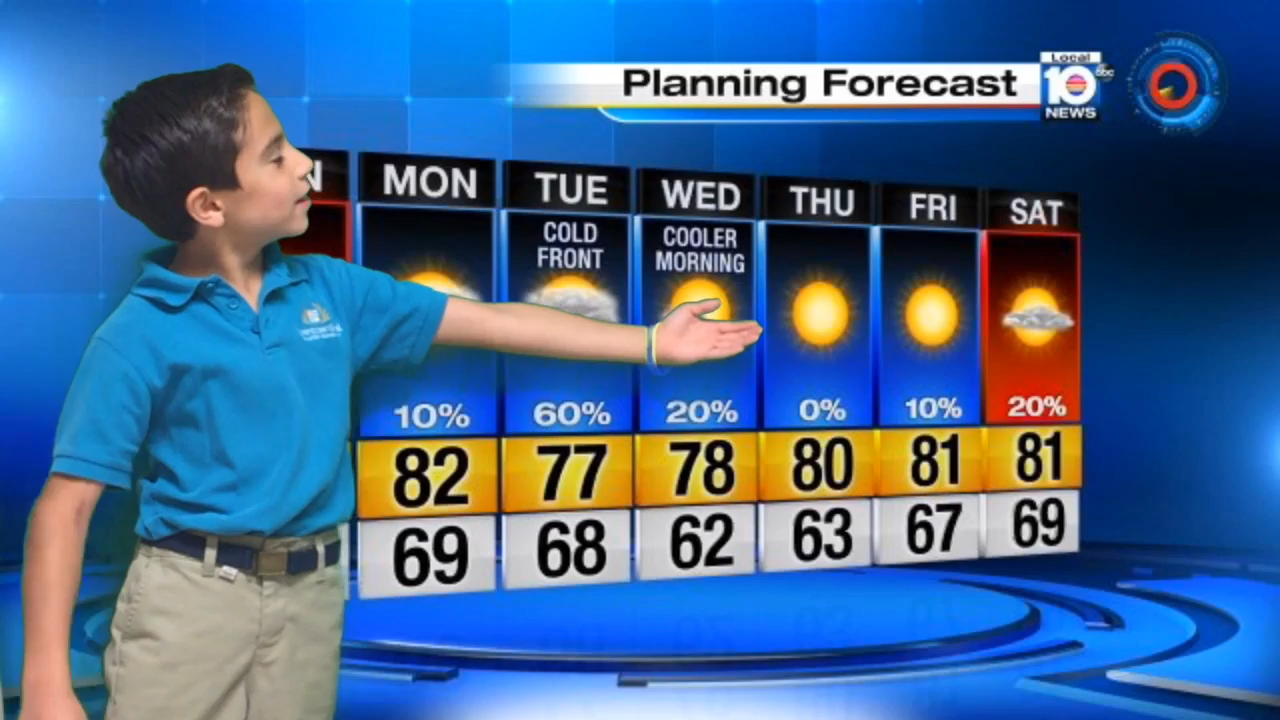 Planning Forecast
Local
10
abc
NEWS
N
MON
TUE
WED
THU
FRI
SAT
COLD
FRONT
COOLER
MORNING
10%
60%
20%
0%
10%
20%
82
77
78
80
81
81
69
68
62
63
67
69